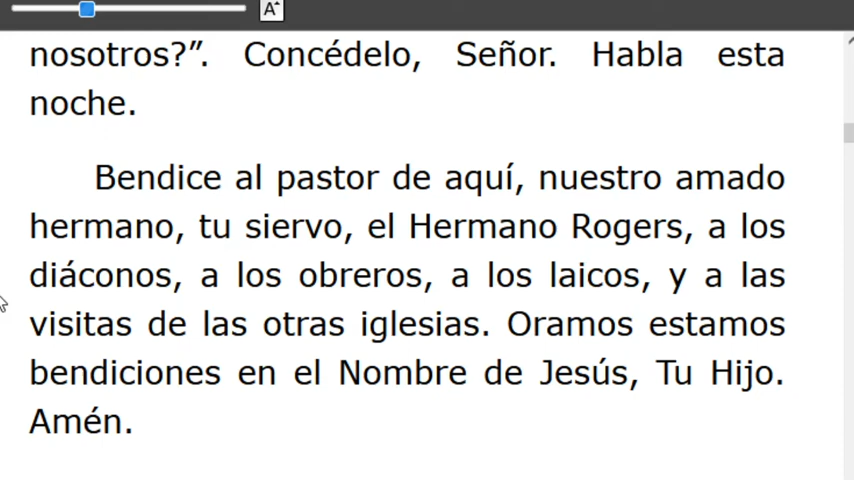 A
nosotros?”. Concédelo, Señor. Habla esta
noche.
Bendice al pastor de aquí, nuestro amado
hermano, tu siervo, el Hermano Rogers, a los
diáconos, a los obreros, a los laicos, y a las
visitas de las otras iglesias. Oramos estamos
bendiciones en el Nombre de Jesús, Tu Hijo.
Amén.